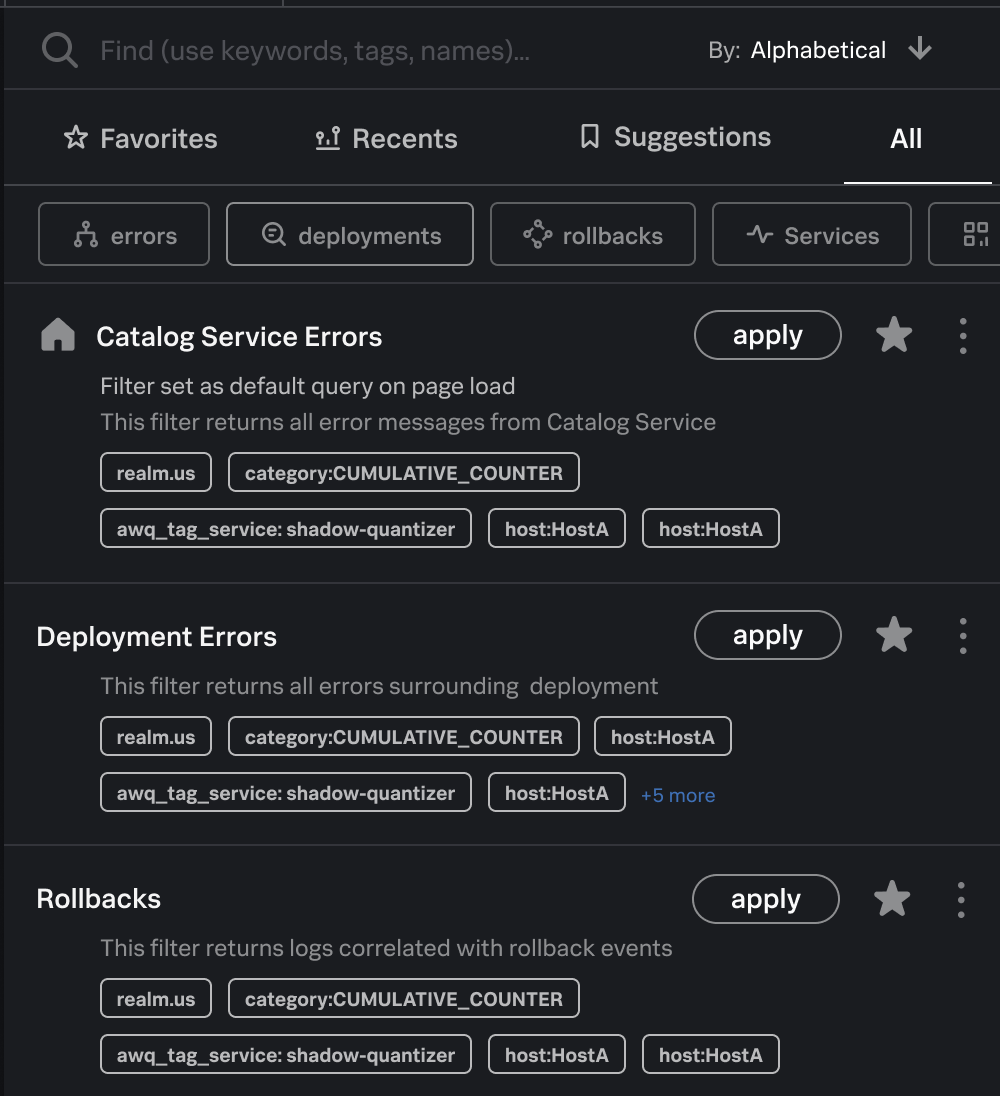 Find (use keywords, tags, names)... By: Alphabetical
Favorites Recents Suggestions All
errors deployments rollbacks Services
Catalog Service Errors apply
Filter set as default query on page load
This filter returns all error messages from Catalog Service
realm.us category:CUMULATIVE_COUNTER
awq_tag_service: shadow-quantizer host:HostA host:HostA
Deployment Errors apply
This filter returns all errors surrounding  deployment
realm.us category:CUMULATIVE_COUNTER host:HostA
awq_tag_service: shadow-quantizer host:HostA +5 more
Rollbacks apply
This filter returns logs correlated with rollback events
realm.us category:CUMULATIVE_COUNTER
awq_tag_service: shadow-quantizer host:HostA host:HostA